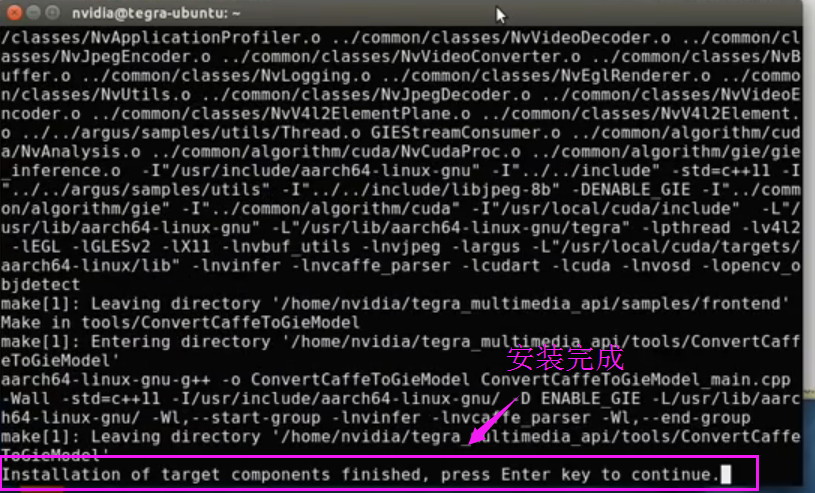 nvidia@tegra-ubuntu: ~
/classes/NvApplicationProfiler.o ../common/classes/NvVideoDecoder.o ../common/cl
asses/NvJpegEncoder.o ../common/classes/NvVideoConverter.o ../common/classes/NvB
uffer.o ../common/classes/NvLogging.o ../common/classes/NvEglRenderer.o ../commo
n/classes/NvUtils.o ../common/classes/NvJpegDecoder.o ../common/classes/NvVideoE
ncoder.o ../common/classes/NvV4l2ElementPlane.o ../common/classes/NvV4l2Element.
o ../../argus/samples/utils/Thread.o GIEStreamConsumer.o ../common/algorithm/cud
a/NvAnalysis.o ../common/algorithm/cuda/NvCudaProc.o ../common/algorithm/gie/gie
_inference.o  -I"/usr/include/aarch64-linux-gnu" -I"../../include" -std=c++11 -I
"../../argus/samples/utils" -I"../../include/libjpeg-8b" -DENABLE_GIE -I"../comm
on/algorithm/gie" -I"../common/algorithm/cuda" -I"/usr/local/cuda/include"  -L"/
usr/lib/aarch64-linux-gnu" -L"/usr/lib/aarch64-linux-gnu/tegra" -lpthread -lv4l2
 -lEGL -lGLESv2 -lX11 -lnvbuf_utils -lnvjpeg -largus -L"/usr/local/cuda/targets/
aarch64-linux/lib" -lnvinfer -lnvcaffe_parser -lcudart -lcuda -lnvosd -lopencv_o
bjdetect
make[1]: Leaving directory '/home/nvidia/tegra_multimedia_api/samples/frontend'
Make in tools/ConvertCaffeToGieModel
make[1]: Entering directory '/home/nvidia/tegra_multimedia_api/tools/ConvertCaff
eToGieModel'
安装完成
aarch64-linux-gnu-g++ -o ConvertCaffeToGieModel ConvertCaffeToGieModel_main.cpp
-Wall -std=c++11 -I/usr/include/aarch64-linux-gnu/ -D ENABLE_GIE -L/usr/lib/aarc
h64-linux-gnu/ -Wl,--start-group -lnvinfer -lnvcaffe_parser -Wl,--end-group
make[1]: Leaving directory '/home/nvidia/tegra_multimedia_api/tools/ConvertCaffe
ToGieModel'
Installation of target components finished, press Enter key to continue.